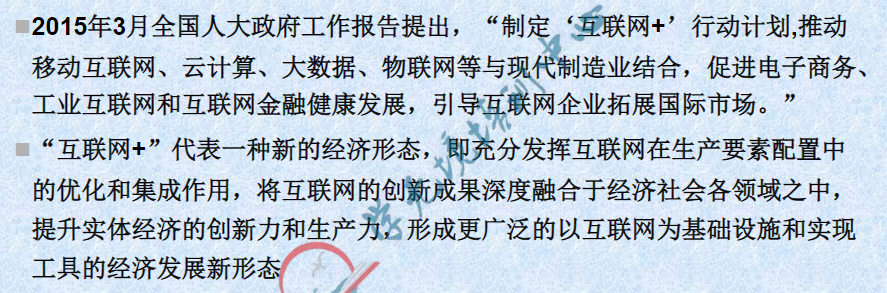 2015年3月全国人大政府工作报告提出，“制定‘互联网+’行动计划,推动
移动互联网、云计算、大数据、物联网等与现代制造业结合，促进电子商务、
工业互联网和互联网金融健康发展，引导互联网企业拓展国际市场。”
“互联网+”代表一种新的经济形态，即充分发挥互联网在生产要素配置中
的优化和集成作用，将互联网的创新成果深度融合于经济社会各领域之中，
提升实体经济的创新力和生产力，形成更广泛的以互联网为基础设施和实现
工具的经济发展新形态